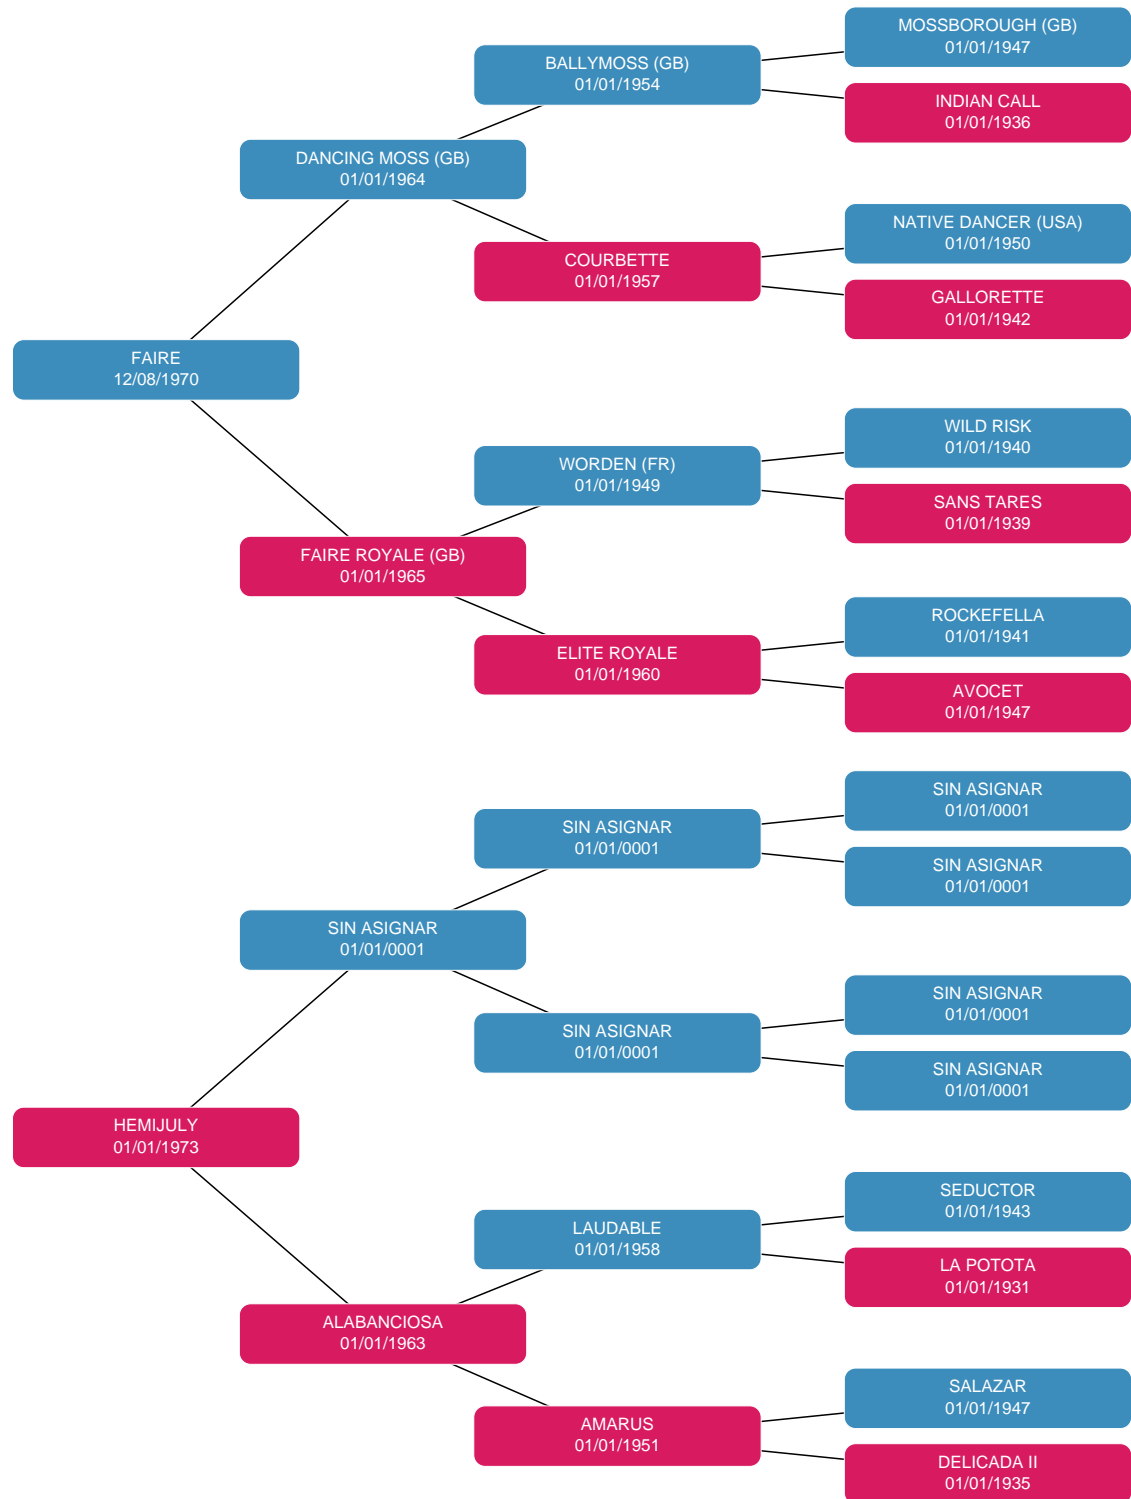 MOSSBOROUGH (GB)
01/01/1947
BALLYMOSS (GB)
01/01/1954
INDIAN CALL
01/01/1936
DANCING MOSS (GB)
01/01/1964
NATIVE DANCER (USA)
01/01/1950
COURBETTE
01/01/1957
GALLORETTE
01/01/1942
FAIRE
12/08/1970
WILD RISK
01/01/1940
WORDEN (FR)
01/01/1949
SANS TARES
01/01/1939
FAIRE ROYALE (GB)
01/01/1965
ROCKEFELLA
01/01/1941
ELITE ROYALE
01/01/1960
AVOCET
01/01/1947
SIN ASIGNAR
01/01/0001
SIN ASIGNAR
01/01/0001
SIN ASIGNAR
01/01/0001
SIN ASIGNAR
01/01/0001
SIN ASIGNAR
01/01/0001
SIN ASIGNAR
01/01/0001
SIN ASIGNAR
01/01/0001
HEMIJULY
01/01/1973
SEDUCTOR
01/01/1943
LAUDABLE
01/01/1958
LA POTOTA
01/01/1931
ALABANCIOSA
01/01/1963
SALAZAR
01/01/1947
AMARUS
01/01/1951
DELICADA II
01/01/1935